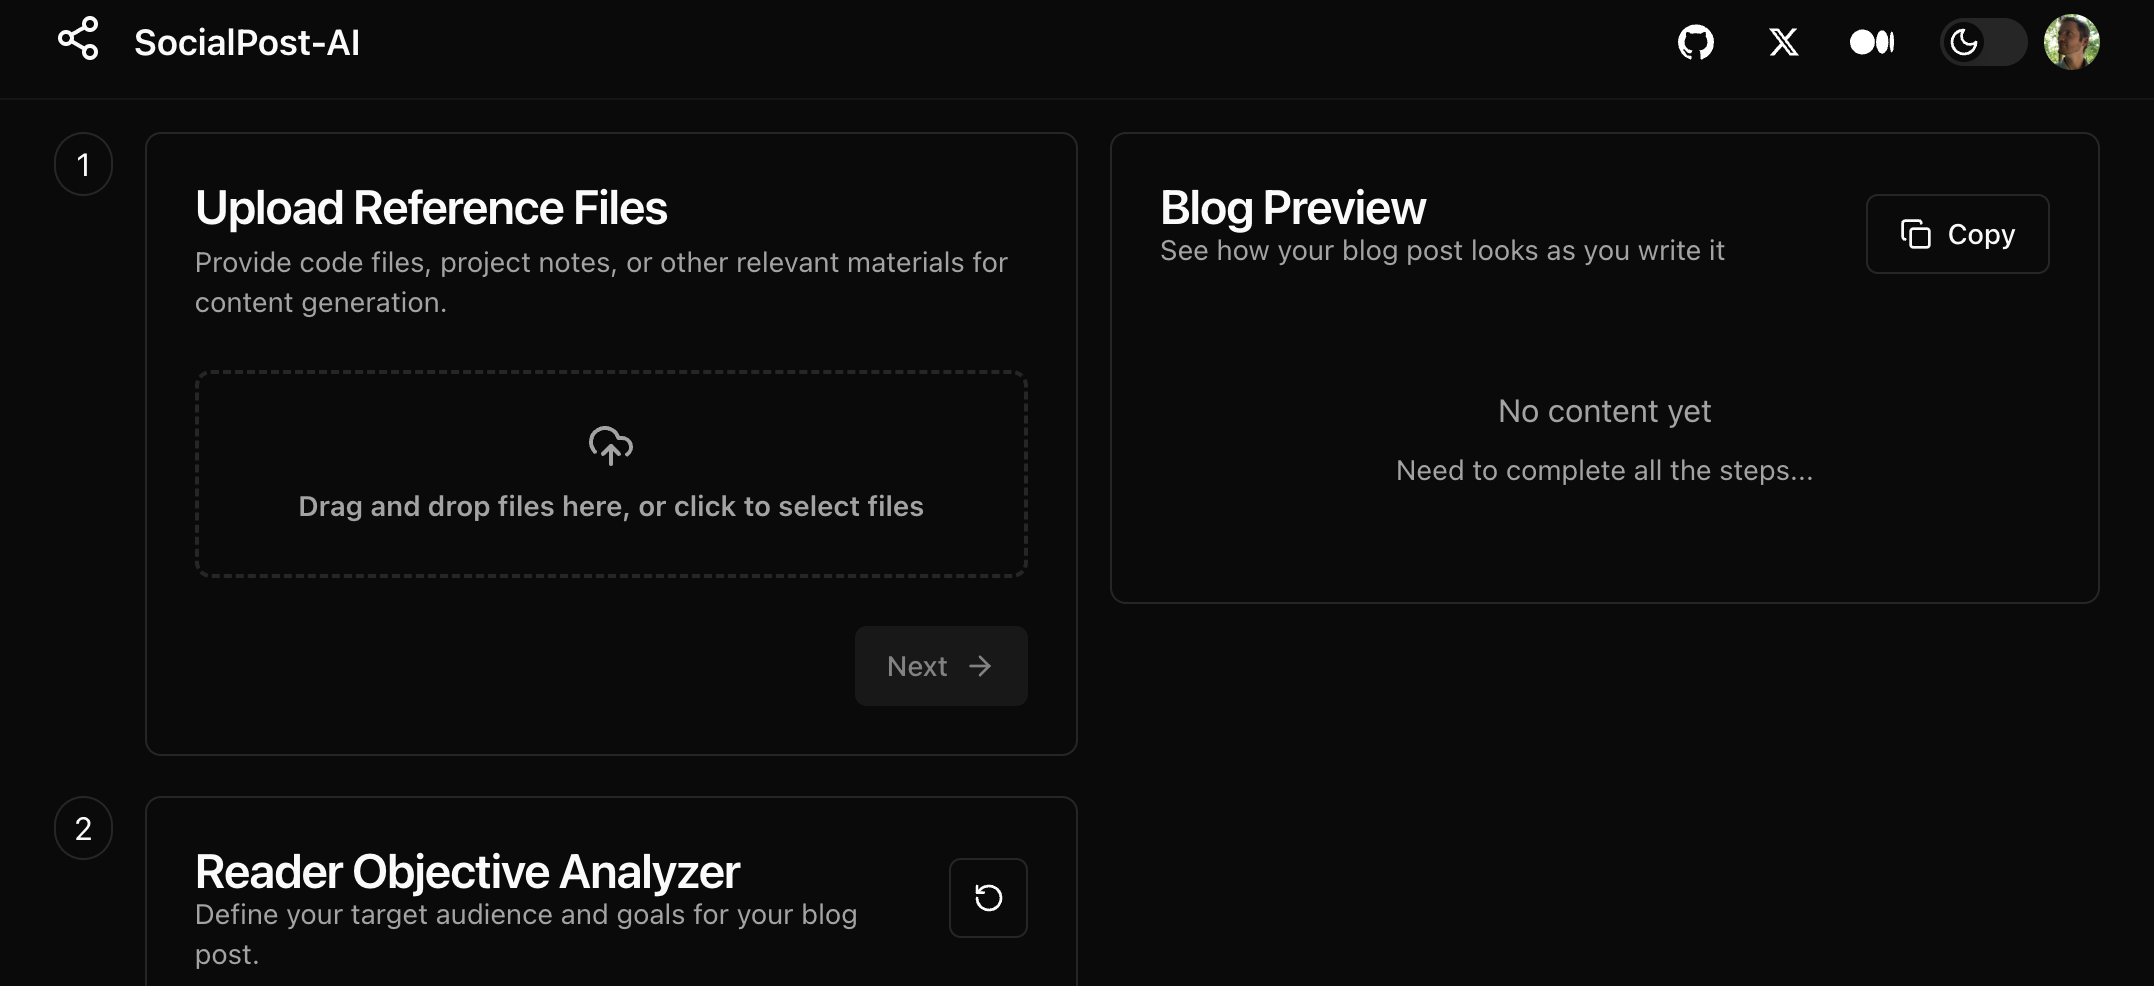 SocialPost-AI
1
Upload Reference Files
Provide code files, project notes, or other relevant materials for
content generation.
Drag and drop files here, or click to select files
Next
Blog Preview
See how your blog post looks as you write it
Copy
No content yet
Need to complete all the steps...
2
Reader Objective Analyzer
Define your target audience and goals for your blog
post.